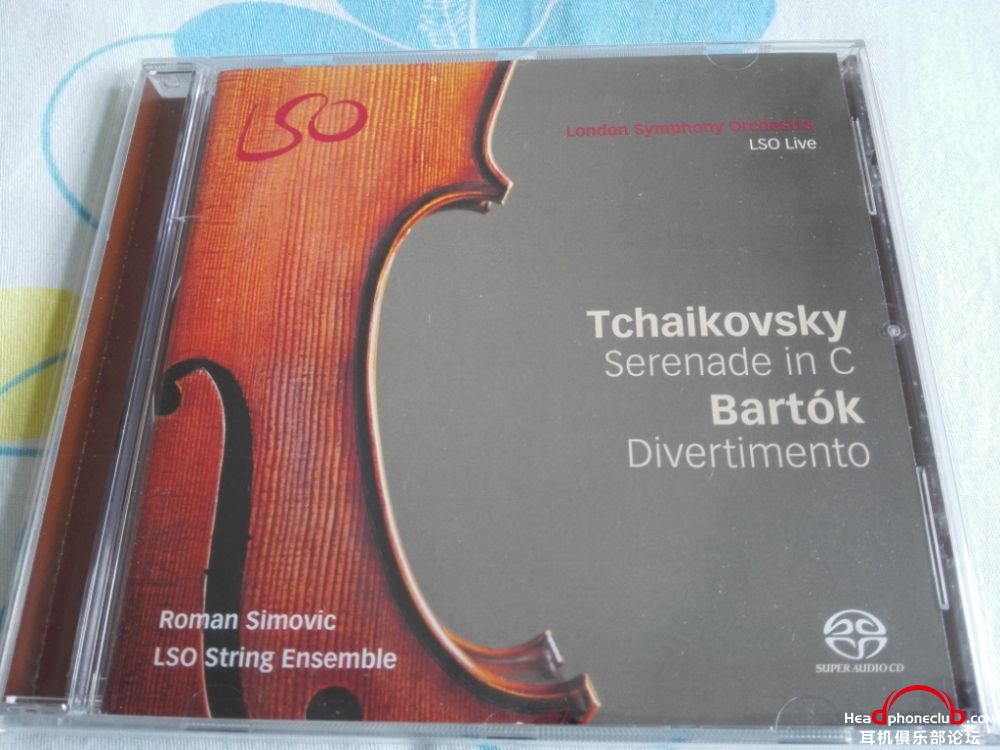 LSO
London Symphony Orchestra
LSO Live
Tchaikovsky
Serenade in C
Bartók
Divertimento
Roman Simovic
LSO String Ensemble
SUPER AUDIO CD
Headphoneclub.com
耳机俱乐部论坛